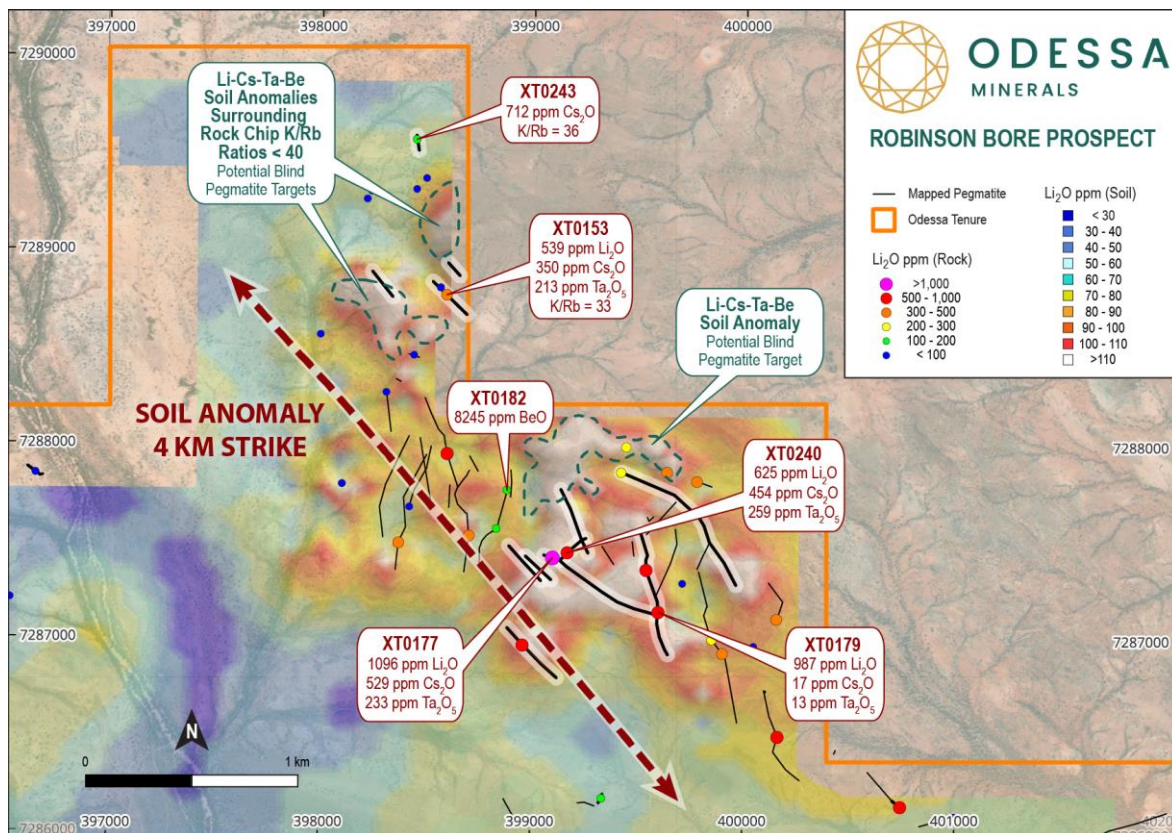 397000
398000
399000
400000
7290000
7289000
7288000
7287000
7286000
ODESSA
MINERALS
ROBINSON BORE PROSPECT
Mapped Pegmatite
Odessa Tenure
Li₂O ppm (Rock)
>1,000
500 - 1,000
300 - 500
200 - 300
100 - 200
< 100
Li₂O ppm (Soil)
< 30
30 - 40
40 - 50
50 - 60
60 - 70
70 - 80
80 - 90
90 - 100
100 - 110
>110
Li-Cs-Ta-Be
Soil Anomalies
Surrounding
Rock Chip K/Rb
Ratios < 40
Potential Blind
Pegmatite Targets
XT0243
712 ppm Cs₂O
K/Rb = 36
XT0153
539 ppm Li₂O
350 ppm Cs₂O
213 ppm Ta₂O₅
K/Rb = 33
Li-Cs-Ta-Be
Soil Anomaly
Potential Blind
Pegmatite Target
SOIL ANOMALY
4 KM STRIKE
XT0182
8245 ppm BeO
XT0240
625 ppm Li₂O
454 ppm Cs₂O
259 ppm Ta₂O₅
XT0177
1096 ppm Li₂O
529 ppm Cs₂O
233 ppm Ta₂O₅
XT0179
987 ppm Li₂O
17 ppm Cs₂O
13 ppm Ta₂O₅
7288000
7287000
N
0
1 km
397000
398000
399000
400000
401000